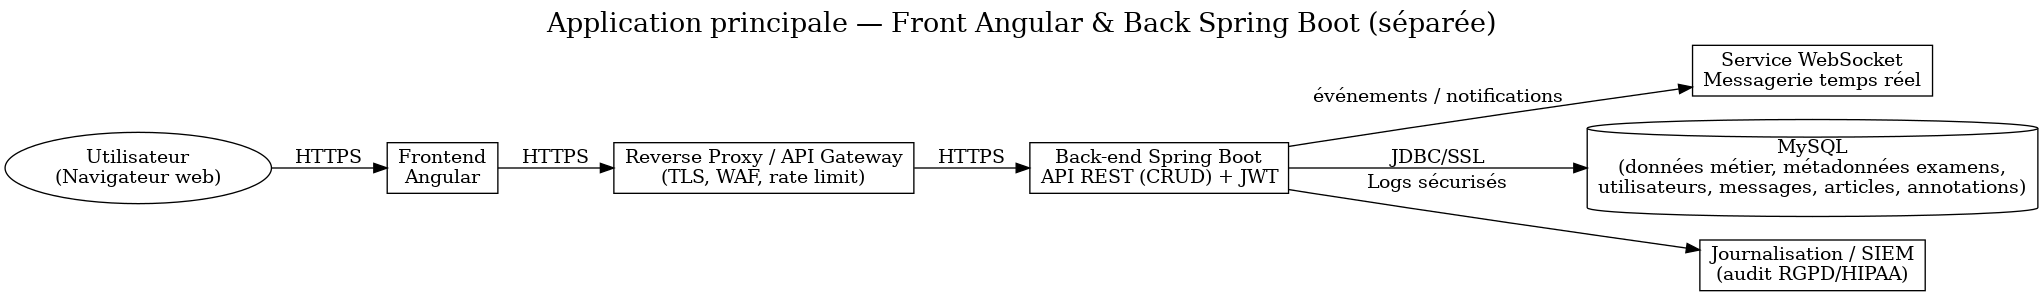 Application principale — Front Angular & Back Spring Boot (séparée)
Utilisateur
(Navigateur web)
HTTPS
Frontend
Angular
HTTPS
Reverse Proxy / API Gateway
(TLS, WAF, rate limit)
HTTPS
Back-end Spring Boot
API REST (CRUD) + JWT
événements / notifications
Service WebSocket
Messagerie temps réel
JDBC/SSL
MySQL
(données métier, métadonnées examens,
utilisateurs, messages, articles, annotations)
Logs sécurisés
Journalisation / SIEM
(audit RGPD/HIPAA)